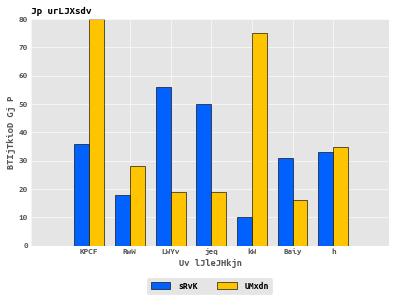 Jp urLJXsdv
80
70
60
50
40
30
20
10
0
BTIjTkioD Gj P
KPCF RwW LWYv jeq kW Baiy h
Uv lJleJHkjn
sRvK UMxdn